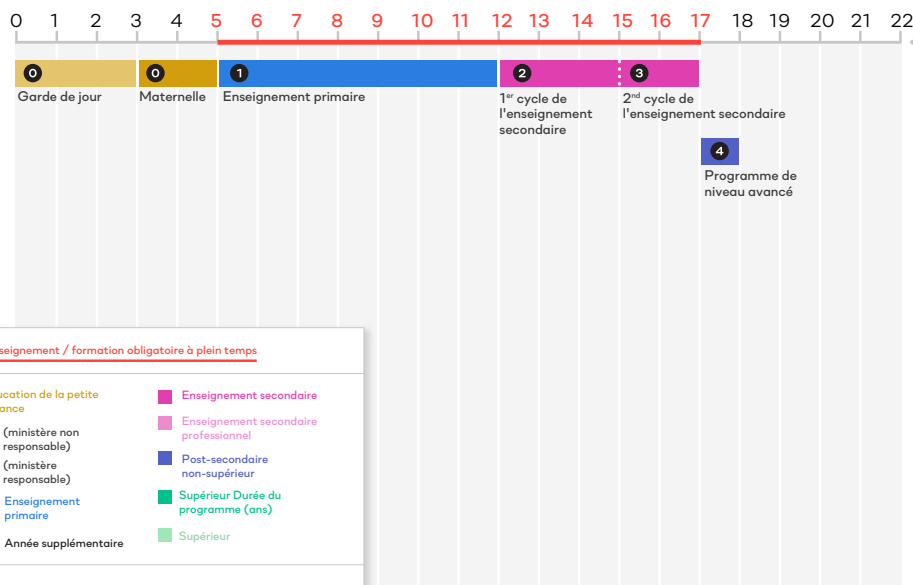 0 1 2 3 4 5 6 7 8 9 10 11 12 13 14 15 16 17 18 19 20 21 22
0 0 1 2 3
Garde de jour Maternelle Enseignement primaire
1er cycle de
l'enseignement
secondaire
2nd cycle de
l'enseignement secondaire
4
Programme de
niveau avancé
seignement / formation obligatoire à plein temps
ucation de la petite
ance
(ministère non
responsable)
(ministère
responsable)
Enseignement
primaire
Année supplémentaire
Enseignement secondaire
Enseignement secondaire
professionnel
Post-secondaire
non-supérieur
Supérieur Durée du
programme (ans)
Supérieur